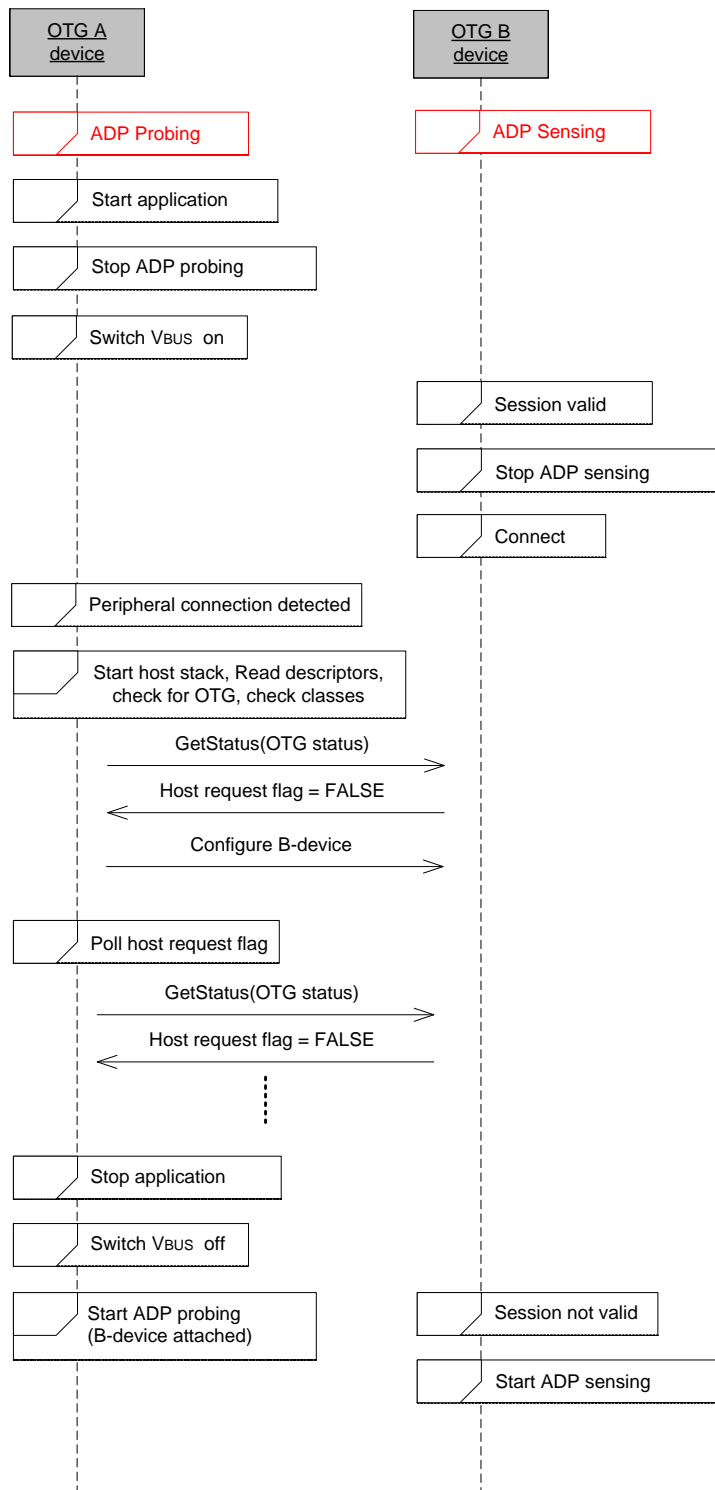 OTG A
device
OTG B
device
ADP Probing
ADP Sensing
Start application
Stop ADP probing
Switch VBUS on
Session valid
Stop ADP sensing
Connect
Peripheral connection detected
Start host stack, Read descriptors,
check for OTG, check classes
GetStatus(OTG status)
Host request flag = FALSE
Configure B-device
Poll host request flag
GetStatus(OTG status)
Host request flag = FALSE
Stop application
Switch VBUS off
Start ADP probing
(B-device attached)
Session not valid
Start ADP sensing